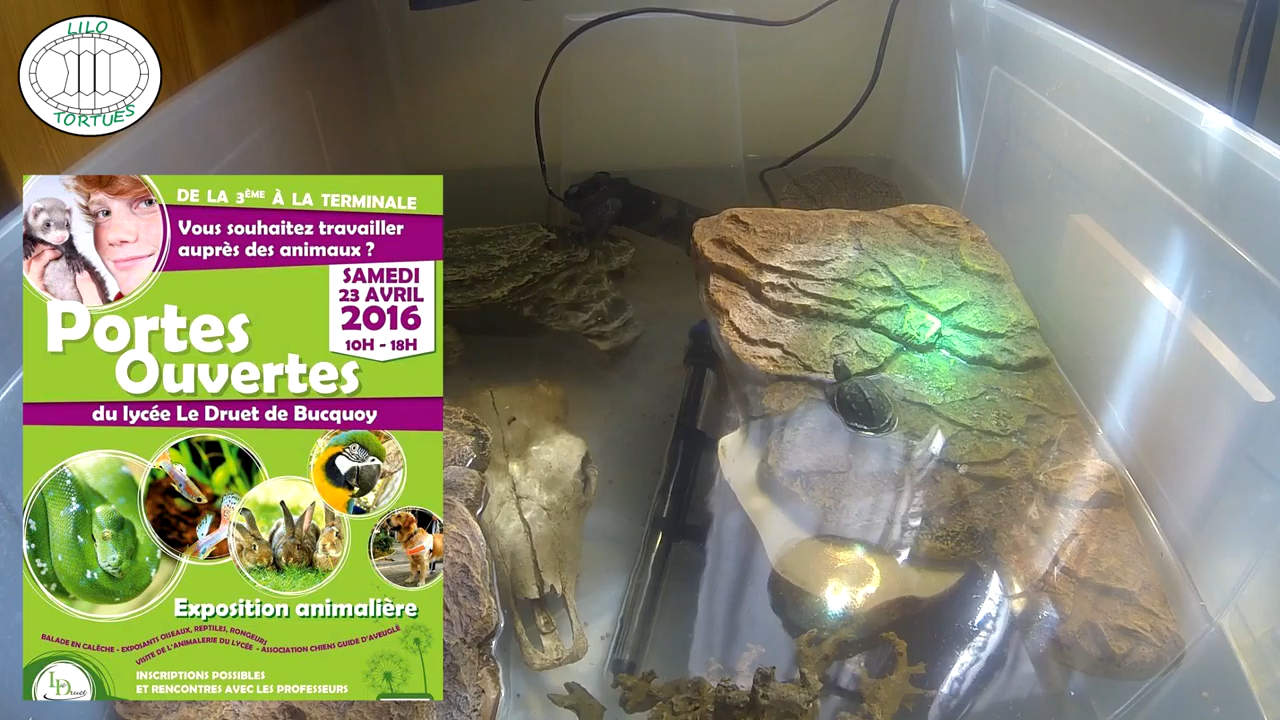 LILO
TORTUES
DE LA 3ÈME À LA TERMINALE
Vous souhaitez travailler
auprès des animaux ?
SAMEDI
23 AVRIL
2016
10H - 18H
Portes
Ouvertes
du lycée Le Druet de Bucquoy
Exposition animalière
BALADE EN CALÈCHE - EXPOSANTS OISEAUX, REPTILES, RONGEURS
VISITE DE L'ANIMALERIE DU LYCÉE - ASSOCIATION CHIENS GUIDE D'AVEUGLE
INSCRIPTIONS POSSIBLES
ET RENCONTRES AVEC LES PROFESSEURS
LDruet